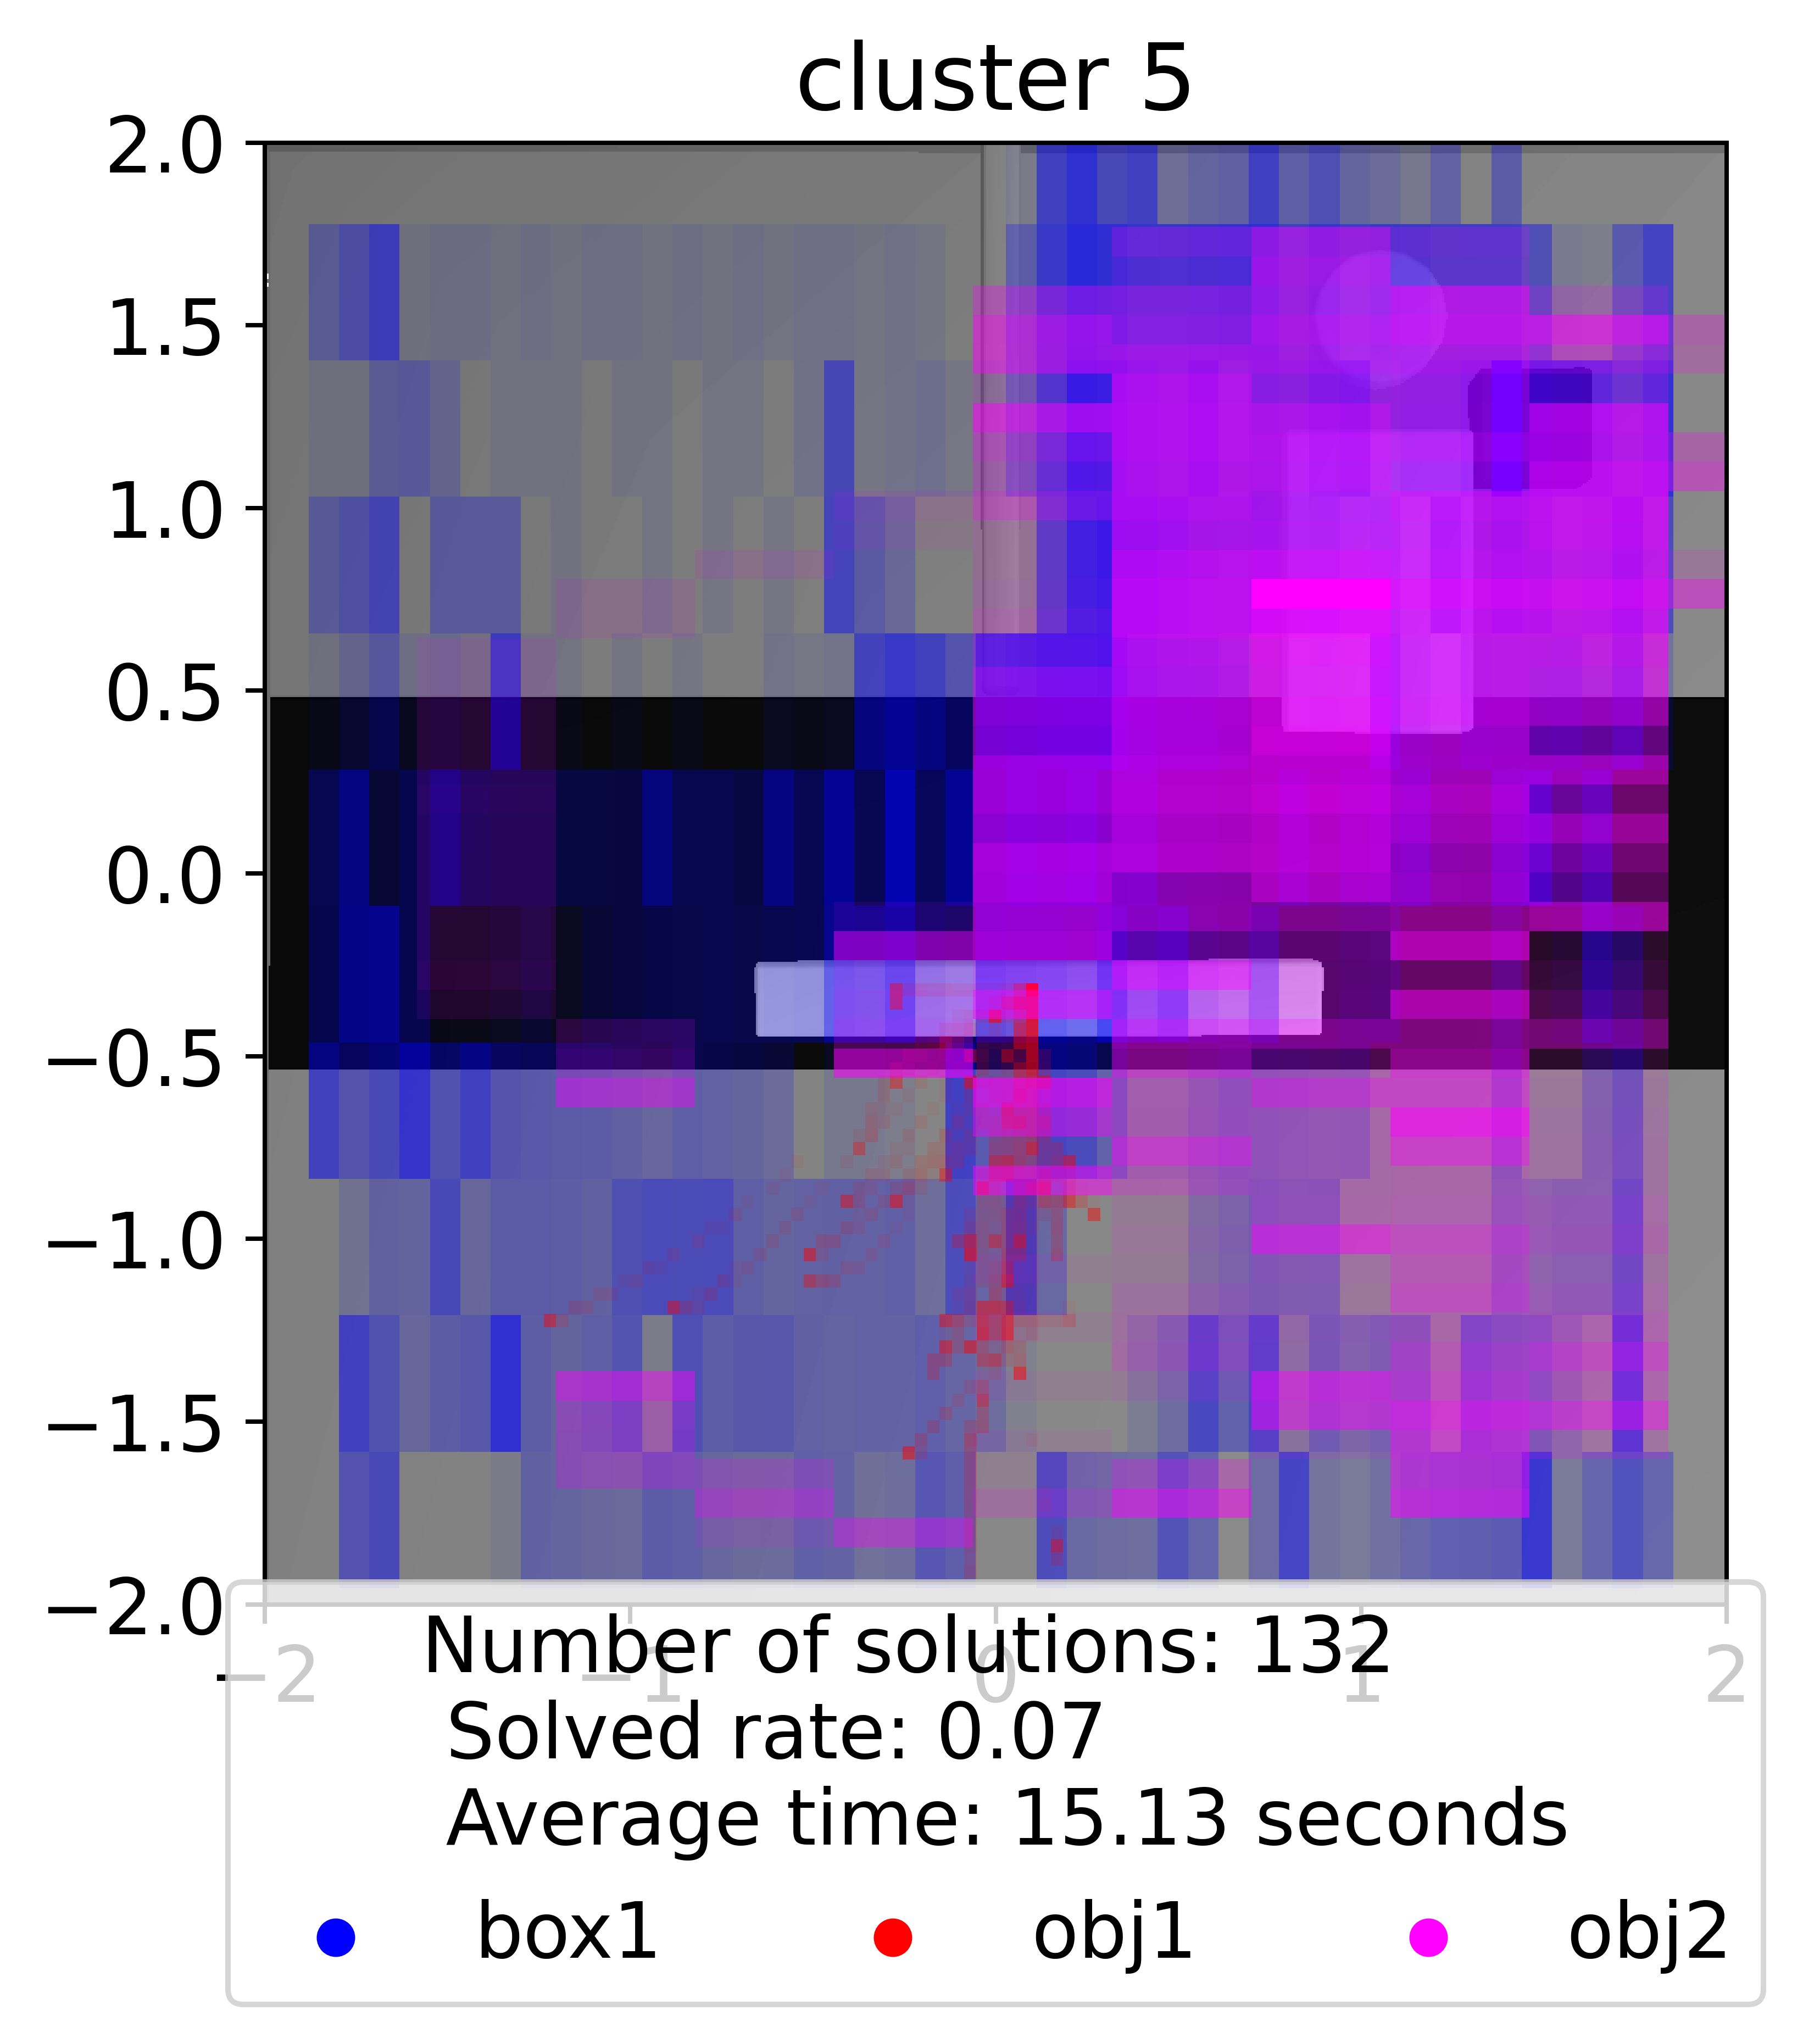 cluster 5
2.0
1.5
1.0
0.5
0.0
−0.5
−1.0
−1.5
−2.0
−2 −1 0 1 2
Number of solutions: 132
Solved rate: 0.07
Average time: 15.13 seconds
box1 obj1 obj2